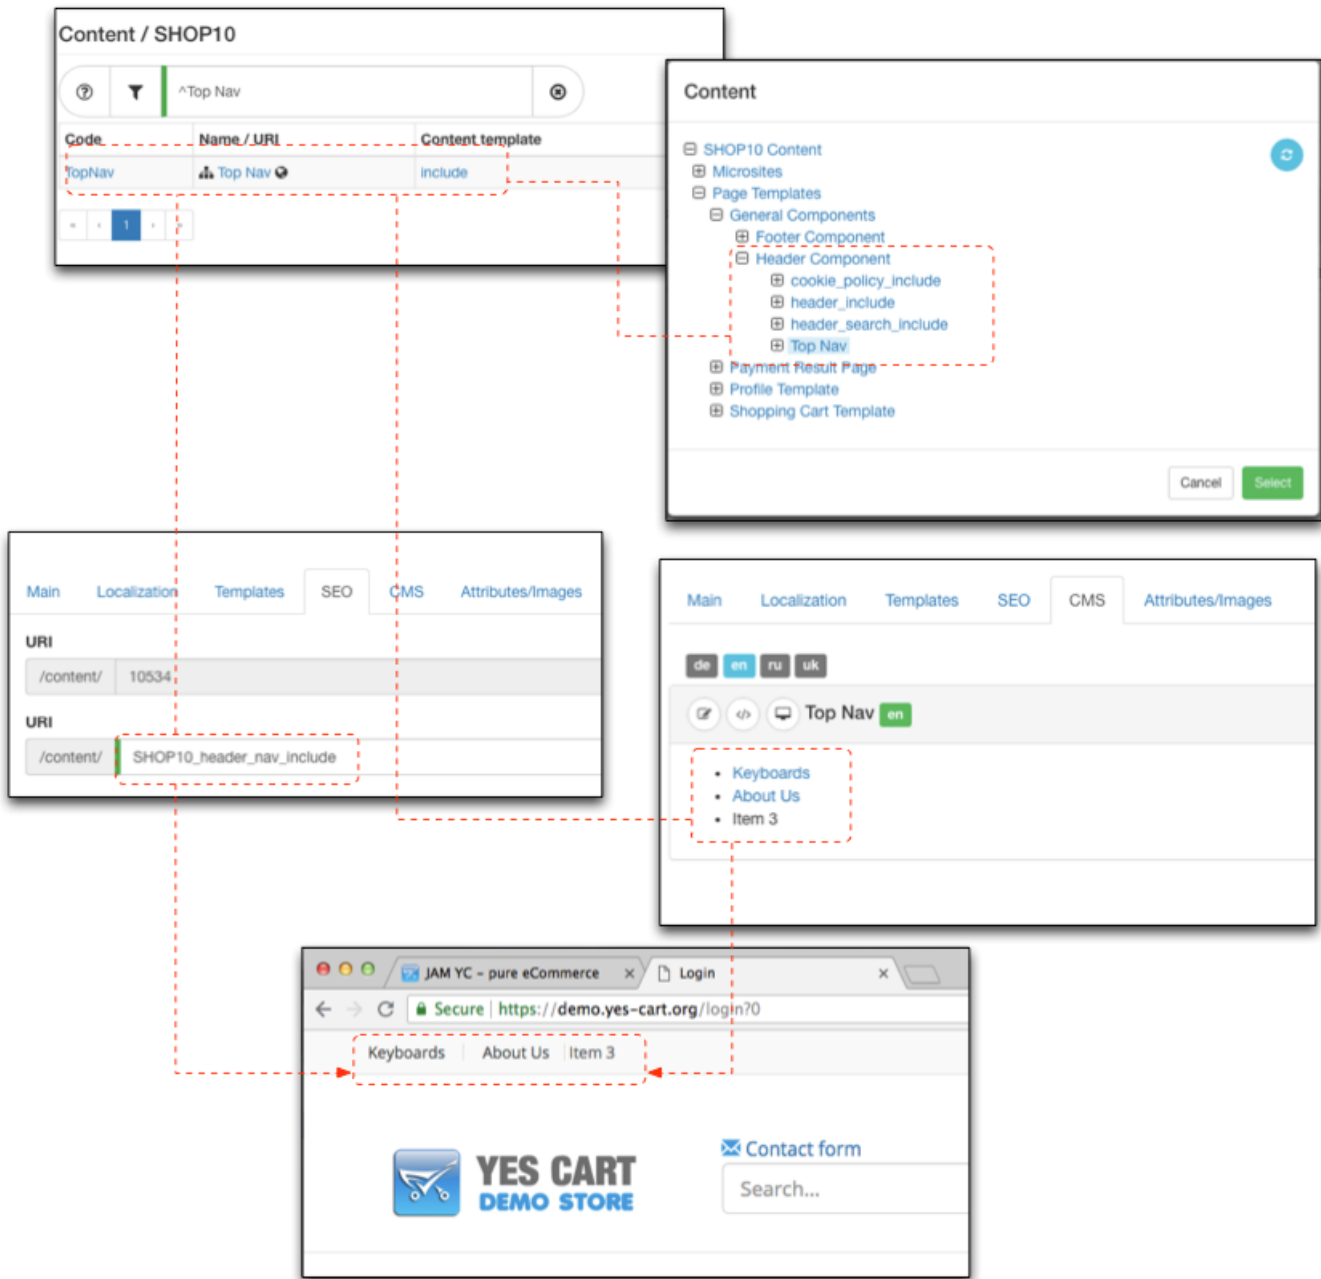 Content / SHOP10
^Top Nav
Code Name / URI Content template
TopNav Top Nav include
« ‹ 1 › »
Content
SHOP10 Content
Microsites
Page Templates
General Components
Footer Component
Header Component
cookie_policy_include
header_include
header_search_include
Top Nav
Payment Result Page
Profile Template
Shopping Cart Template
Cancel Select
Main Localization Templates SEO CMS Attributes/Images
URI
/content/ 10534
URI
/content/ SHOP10_header_nav_include
Main Localization Templates SEO CMS Attributes/Images
de en ru uk
Top Nav en
• Keyboards
• About Us
• Item 3
JAM YC – pure eCommerce × Login ×
Secure | https://demo.yes-cart.org/login?0
Keyboards About Us Item 3
YES CART
DEMO STORE
Contact form
Search...